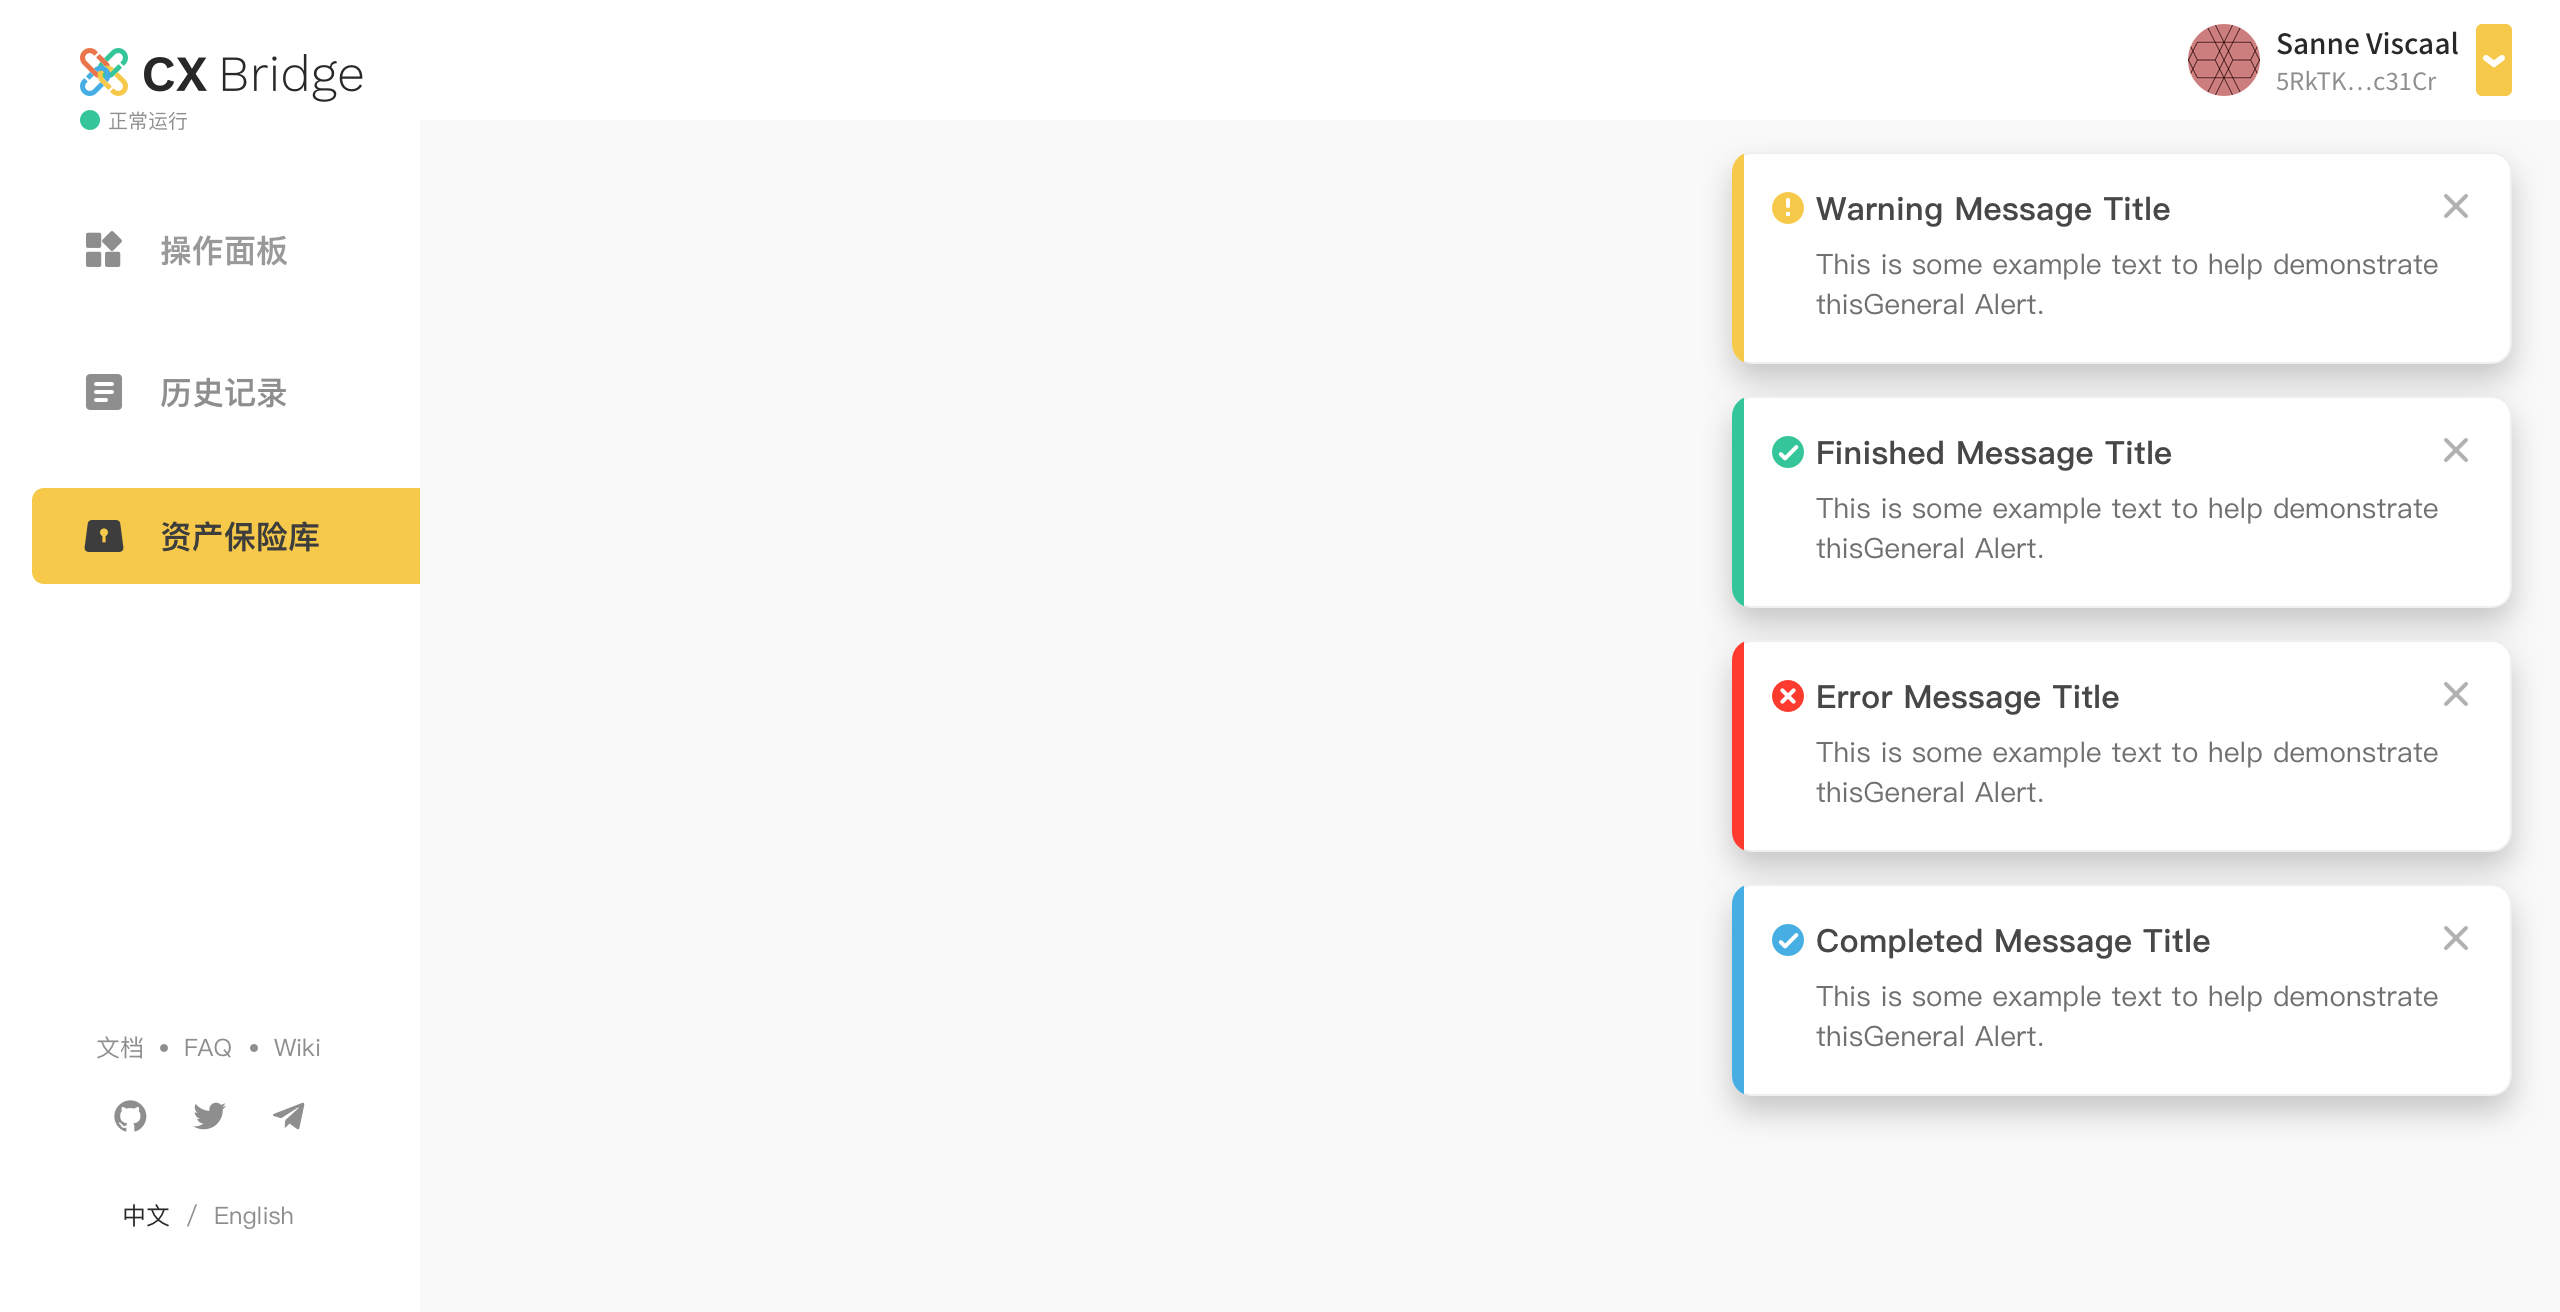 CX Bridge
正常运行
操作面板
历史记录
资产保险库
文档 • FAQ • Wiki
中文 / English
Sanne Viscaal
5RkTK...c31Cr
Warning Message Title
This is some example text to help demonstrate
thisGeneral Alert.
Finished Message Title
This is some example text to help demonstrate
thisGeneral Alert.
Error Message Title
This is some example text to help demonstrate
thisGeneral Alert.
Completed Message Title
This is some example text to help demonstrate
thisGeneral Alert.